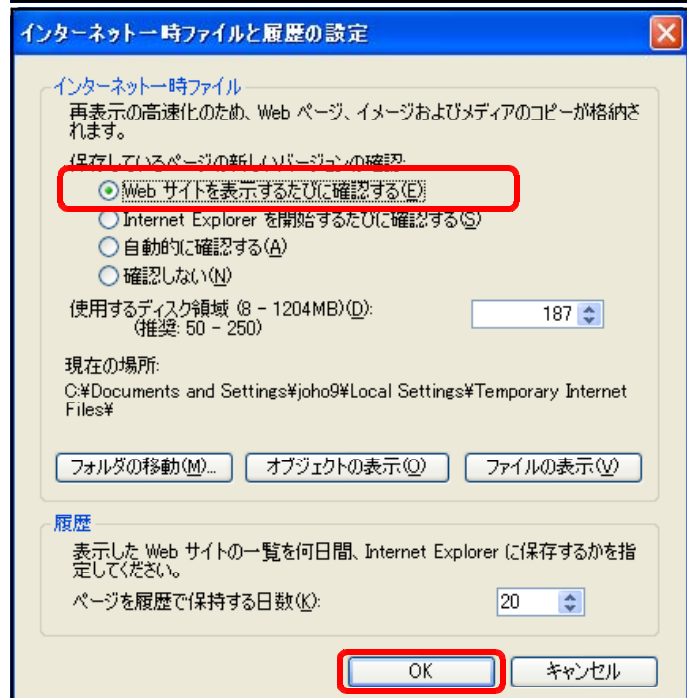 インターネット一時ファイルと履歴の設定
インターネット一時ファイル
再表示の高速化のため、Web ページ、イメージおよびメディアのコピーが格納さ
れます。
保存しているページの新しいバージョンの確認:
Web サイトを表示するたびに確認する(E)
Internet Explorer を開始するたびに確認する(S)
自動的に確認する(A)
確認しない(N)
使用するディスク領域 (8 - 1204MB)(D):
187
(推奨: 50 - 250)
現在の場所:
C:¥Documents and Settings¥joho9¥Local Settings¥Temporary Internet
Files¥
フォルダの移動(M)... オブジェクトの表示(O) ファイルの表示(V)
履歴
表示した Web サイトの一覧を何日間、Internet Explorer に保存するかを指
定してください。
ページを履歴で保持する日数(K): 20
OK キャンセル